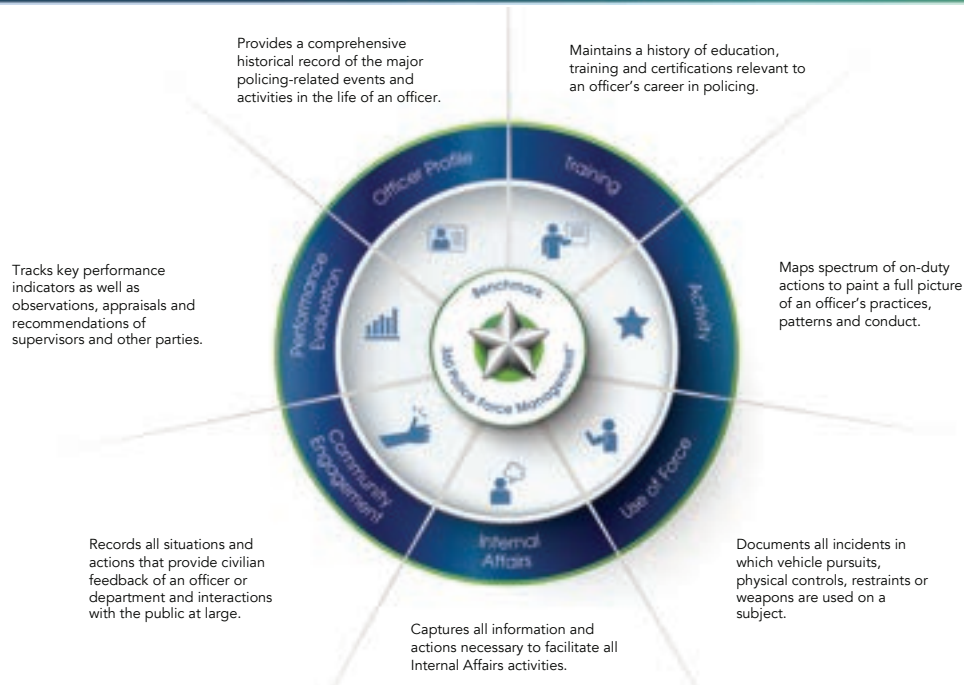 Provides a comprehensive
historical record of the major
policing-related events and
activities in the life of an officer.
Maintains a history of education,
training and certifications relevant to
an officer's career in policing.
Officer Profile
Training
Tracks key performance
indicators as well as
observations, appraisals and
recommendations of
supervisors and other parties.
Performance
Evaluation
Benchmark
360 Police Force Management™
Activity
Maps spectrum of on-duty
actions to paint a full picture
of an officer's practices,
patterns and conduct.
Community
Engagement
Internal
Affairs
Use of Force
Records all situations and
actions that provide civilian
feedback of an officer or
department and interactions
with the public at large.
Captures all information and
actions necessary to facilitate all
Internal Affairs activities.
Documents all incidents in
which vehicle pursuits,
physical controls, restraints or
weapons are used on a
subject.